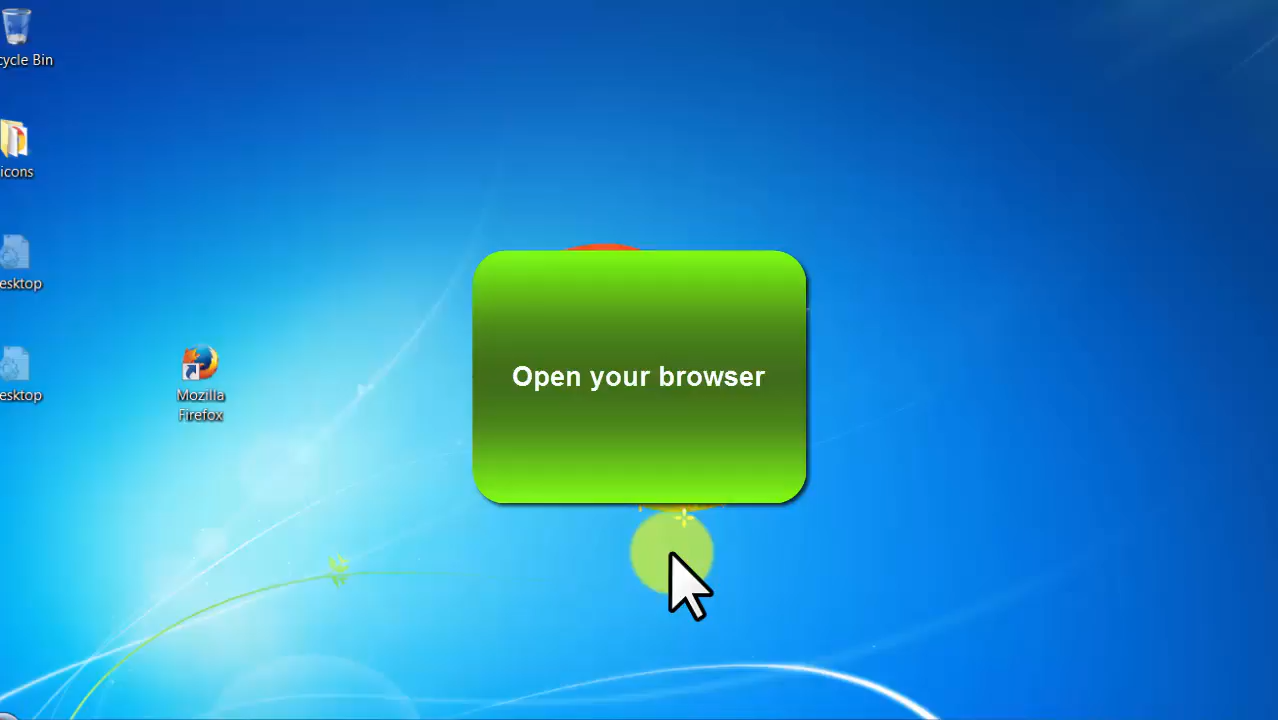 cycle Bin
icons
esktop
esktop
Mozilla
Firefox
Open your browser